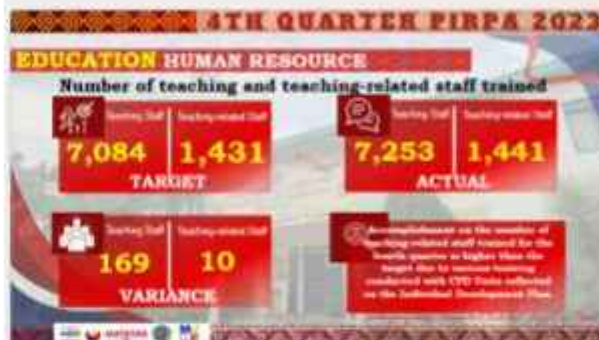 4TH QUARTER PIRPA 2022
EDUCATION HUMAN RESOURCE
Number of teaching and teaching-related staff trained
Teaching Staff Teaching-related Staff
7,084 1,431
TARGET
Teaching Staff Teaching-related Staff
7,253 1,441
ACTUAL
Teaching Staff Teaching-related Staff
169 10
VARIANCE
Accomplishment on the number of
teaching-related staff trained for the
fourth quarter is higher than the
target due to various training
conducted with CPD Units reflected
on the Individual Development Plan